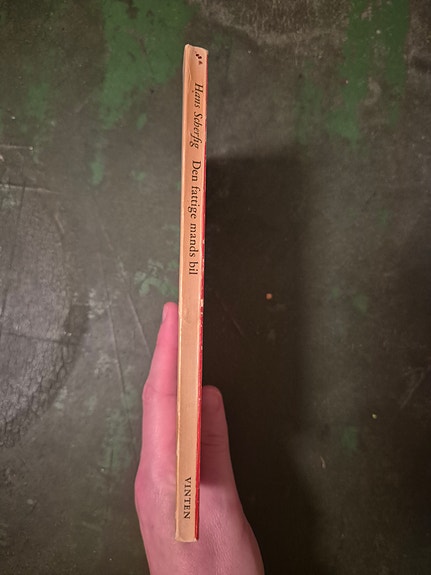 Hans Scherfig Den fattige mands bil
VINTEN